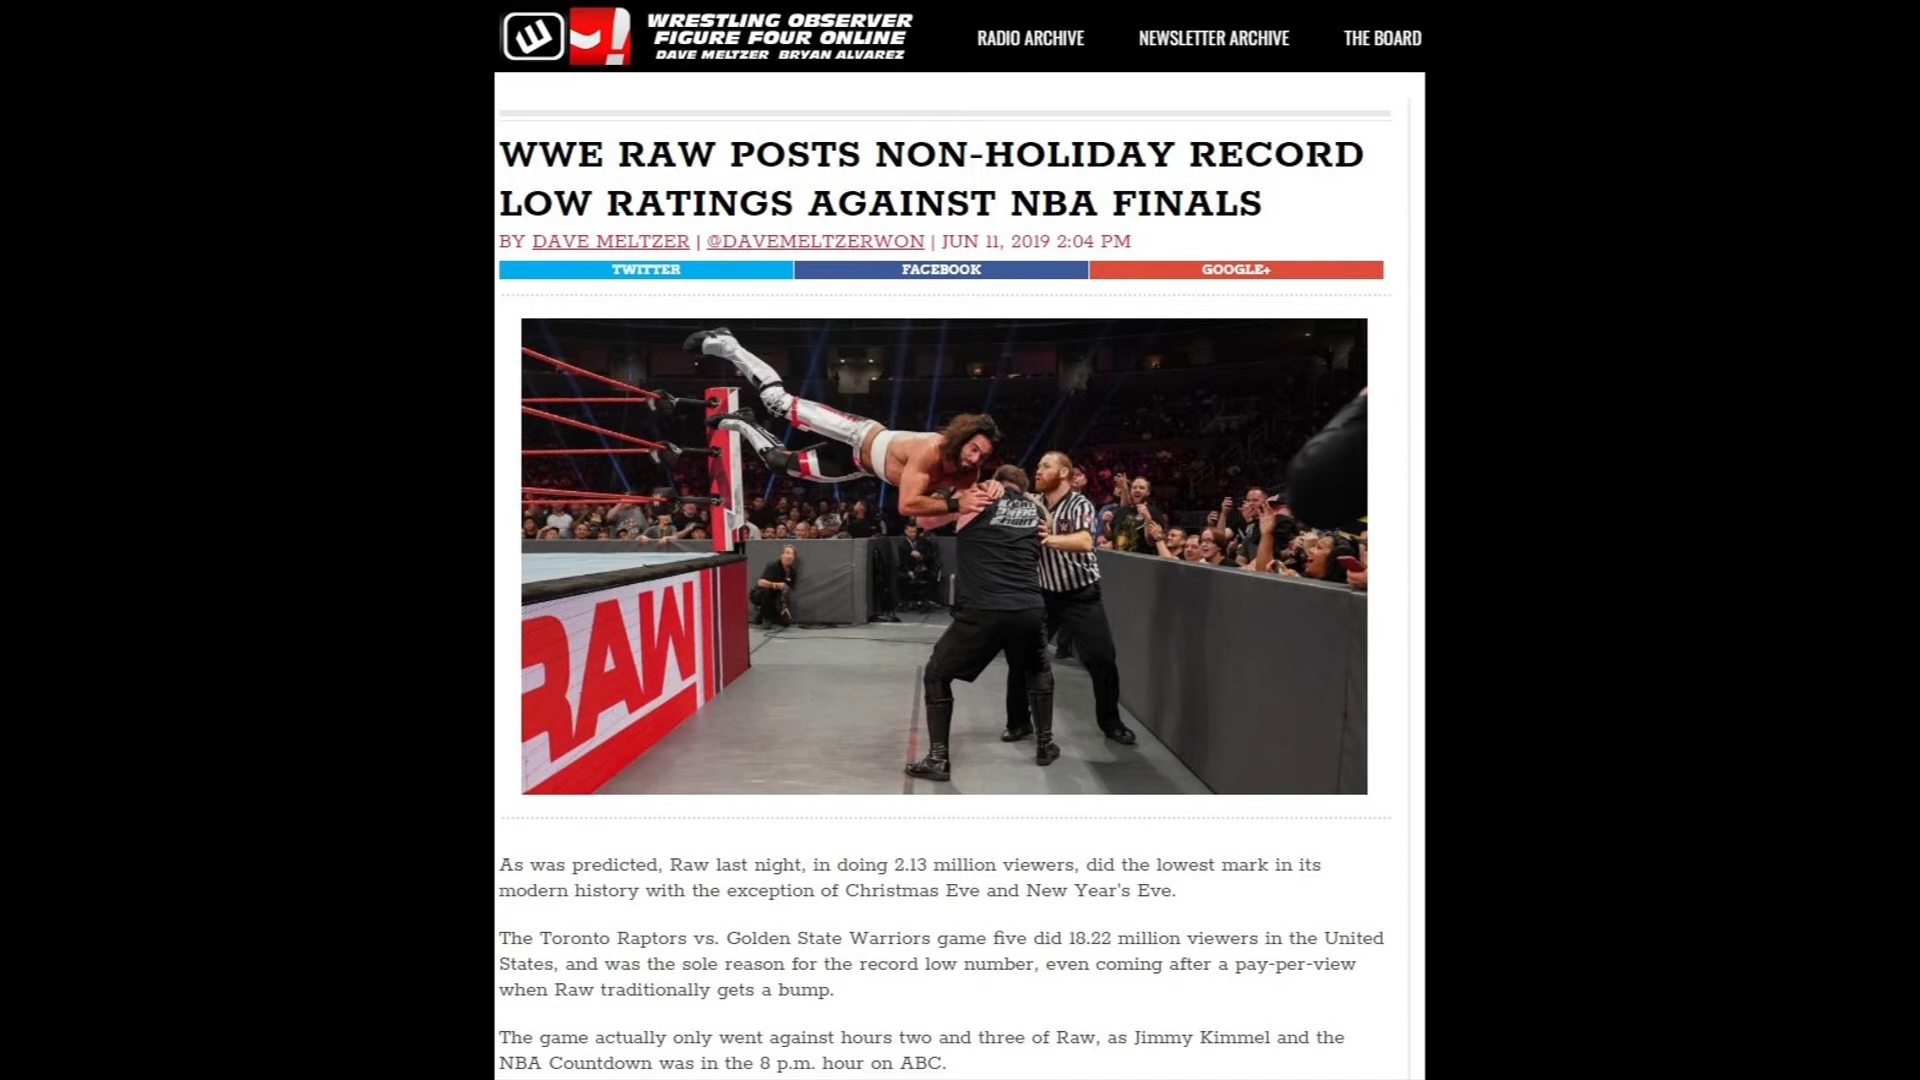 WRESTLING OBSERVER
FIGURE FOUR ONLINE
DAVE MELTZER BRYAN ALVAREZ
RADIO ARCHIVE
NEWSLETTER ARCHIVE
THE BOARD
WWE RAW POSTS NON-HOLIDAY RECORD
LOW RATINGS AGAINST NBA FINALS
BY DAVE MELTZER | @DAVEMELTZERWON | JUN 11, 2019 2:04 PM
TWITTER
FACEBOOK
GOOGLE+
FIGHT
RAW
As was predicted, Raw last night, in doing 2.13 million viewers, did the lowest mark in its
modern history with the exception of Christmas Eve and New Year's Eve.
The Toronto Raptors vs. Golden State Warriors game five did 18.22 million viewers in the United
States, and was the sole reason for the record low number, even coming after a pay-per-view
when Raw traditionally gets a bump.
The game actually only went against hours two and three of Raw, as Jimmy Kimmel and the
NBA Countdown was in the 8 p.m. hour on ABC.